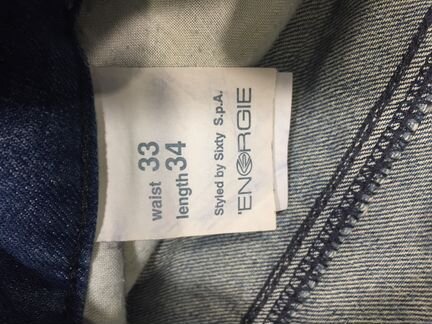 waist 33
length 34
Styled by Sixty S.p.A.
'ENERGIE